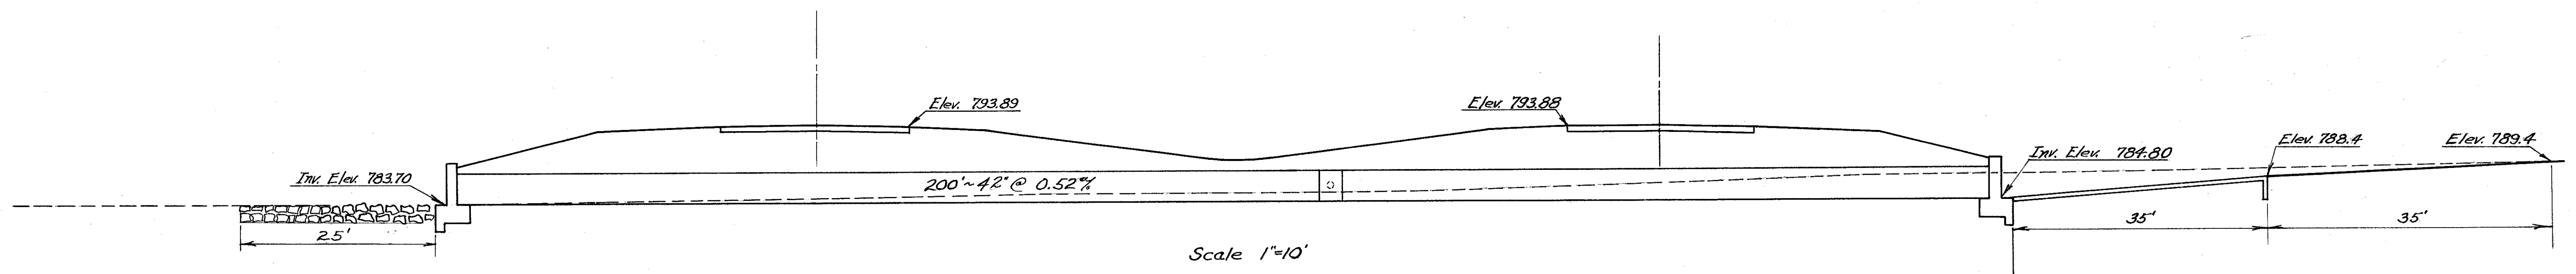 Elev. 793.89
Elev. 793.88
Elev. 788.4
Elev. 789.4
Inv. Elev. 784.80
Inv. Elev. 783.70
200'~42" @ 0.52%
25'
35'
35'
Scale 1"=10'